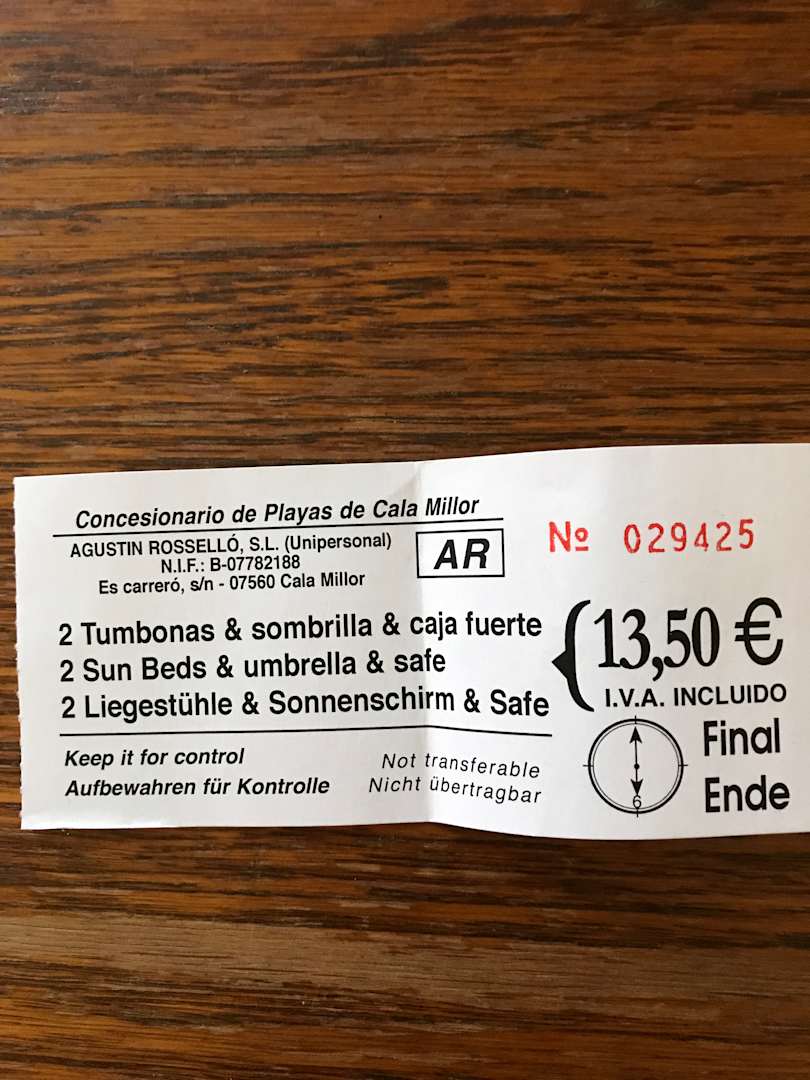 Concesionario de Playas de Cala Millor
AGUSTIN ROSSELLÓ, S.L. (Unipersonal)
N.I.F.: B-07782188
Es carreró, s/n - 07560 Cala Millor
AR
Nº 029425
2 Tumbonas & sombrilla & caja fuerte
2 Sun Beds & umbrella & safe
2 Liegestühle & Sonnenschirm & Safe
13,50 €
I.V.A. INCLUIDO
Keep it for control
Aufbewahren für Kontrolle
Not transferable
Nicht übertragbar
6
Final
Ende